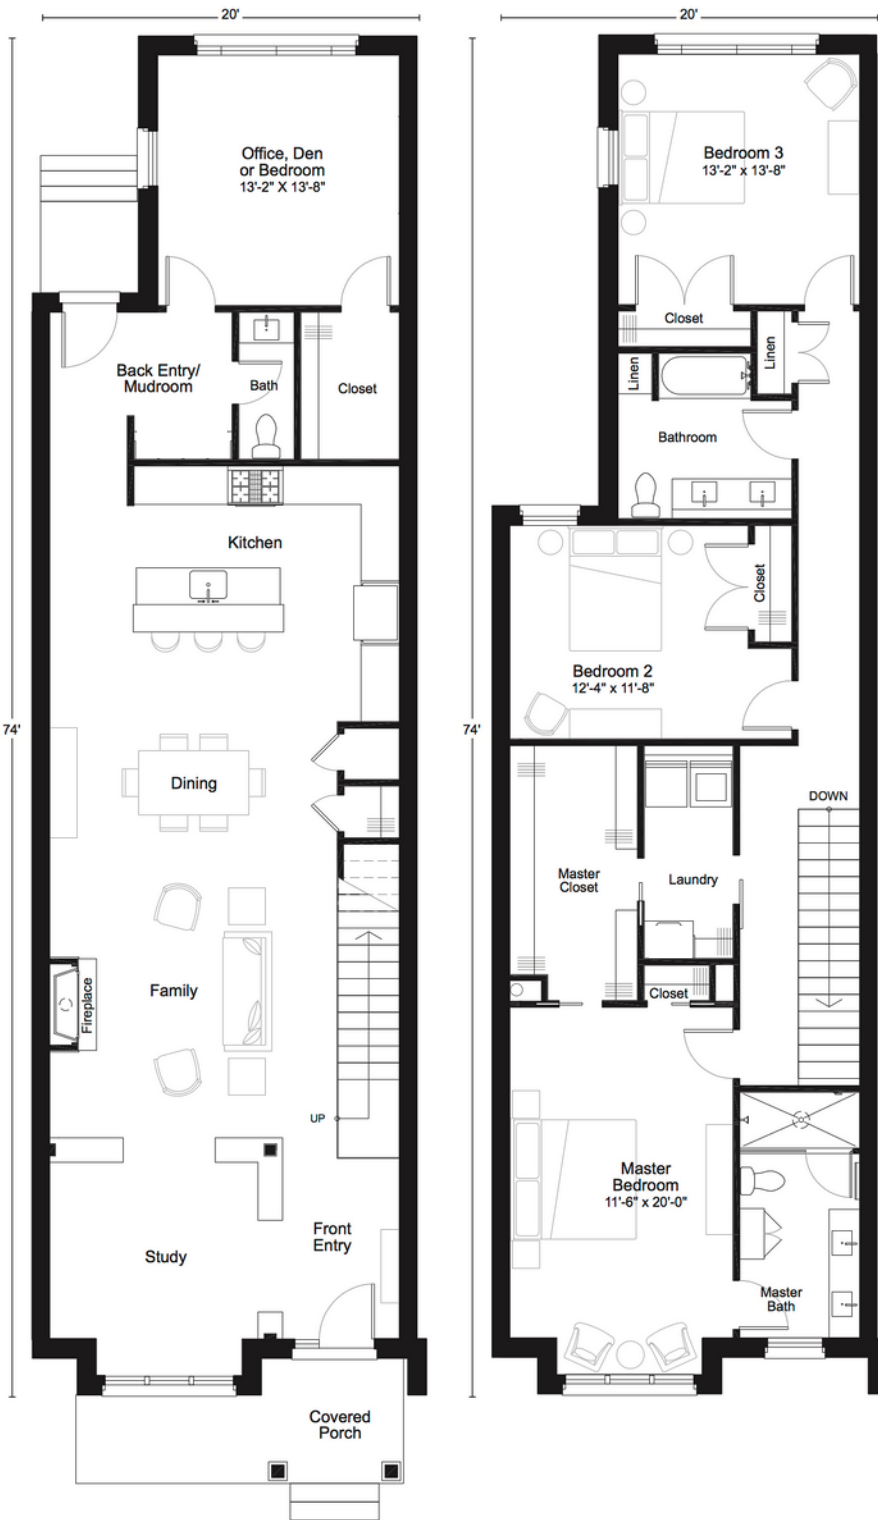 20'
74'
Office, Den
or Bedroom
13'-2" X 13'-8"
Back Entry/
Mudroom
Bath
Closet
Kitchen
Dining
Family
Fireplace
UP
Study
Front
Entry
Covered
Porch
20'
74'
Bedroom 3
13'-2" x 13'-8"
Closet
Linen
Linen
Bathroom
Closet
Bedroom 2
12'-4" x 11'-8"
DOWN
Master
Closet
Laundry
Closet
Master
Bedroom
11'-6" x 20'-0"
Master
Bath